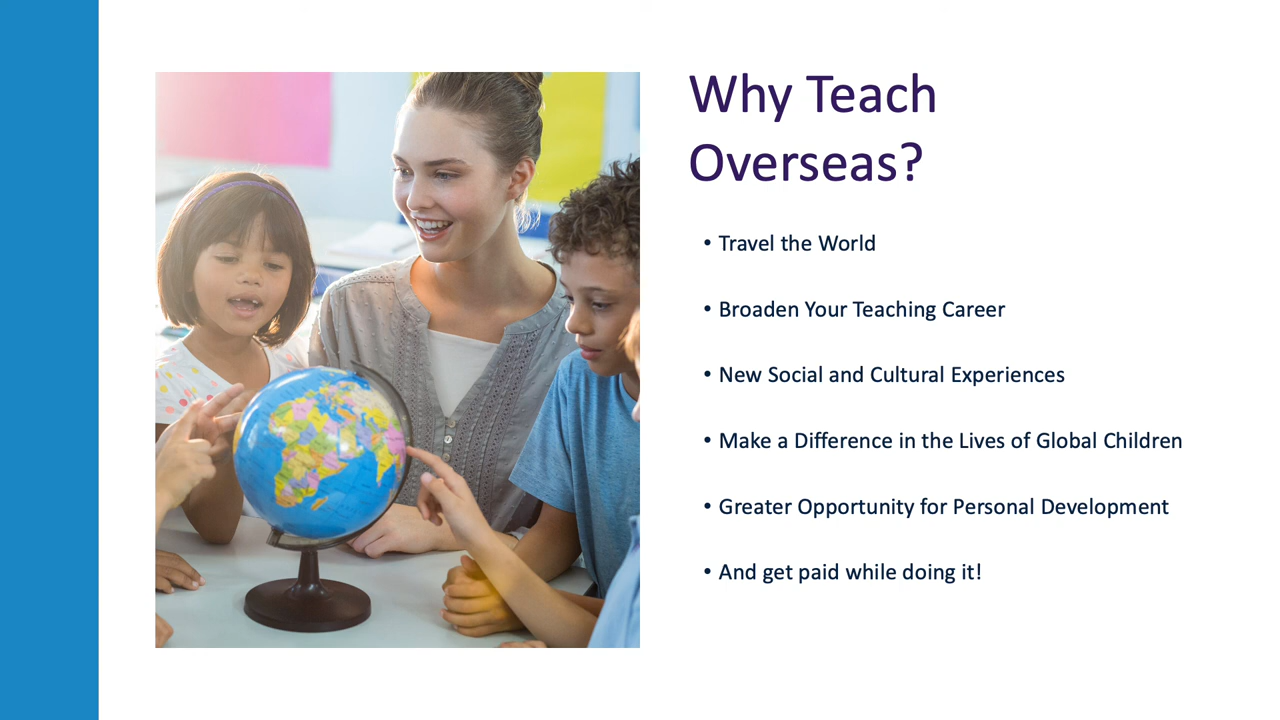 Why Teach
Overseas?
• Travel the World
• Broaden Your Teaching Career
• New Social and Cultural Experiences
• Make a Difference in the Lives of Global Children
• Greater Opportunity for Personal Development
• And get paid while doing it!